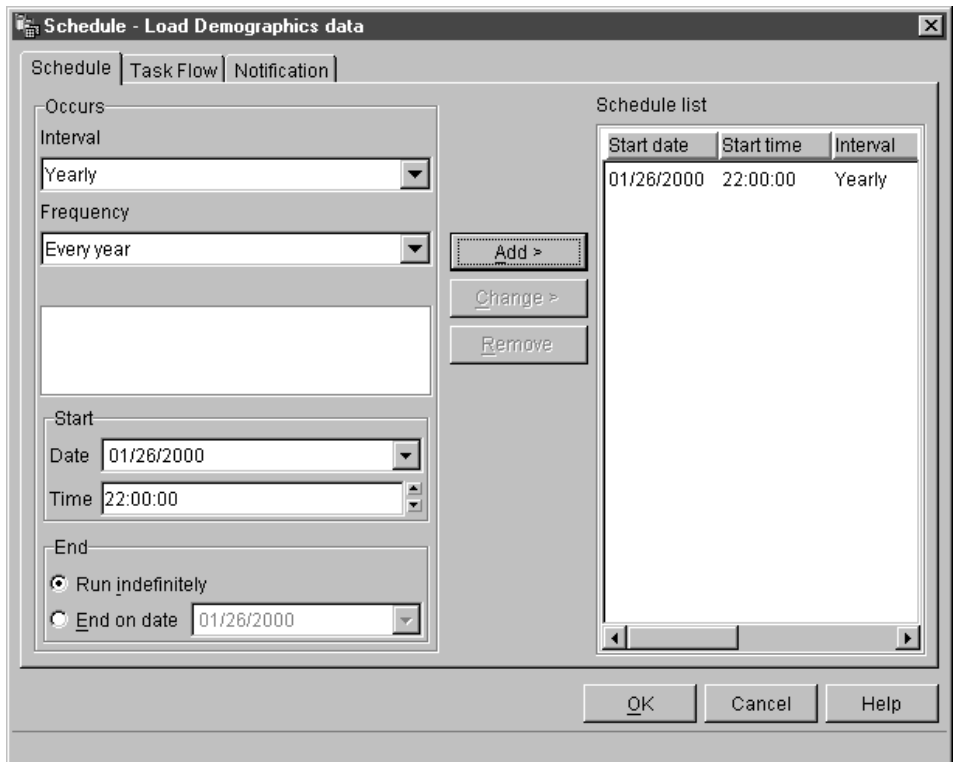 Schedule - Load Demographics data
Schedule Task Flow Notification
Occurs
Interval
Yearly
Frequency
Every year
Start
Date 01/26/2000
Time 22:00:00
End
Run indefinitely
End on date 01/26/2000
Add >
Change >
Remove
Schedule list
Start date Start time Interval
01/26/2000 22:00:00 Yearly
OK Cancel Help